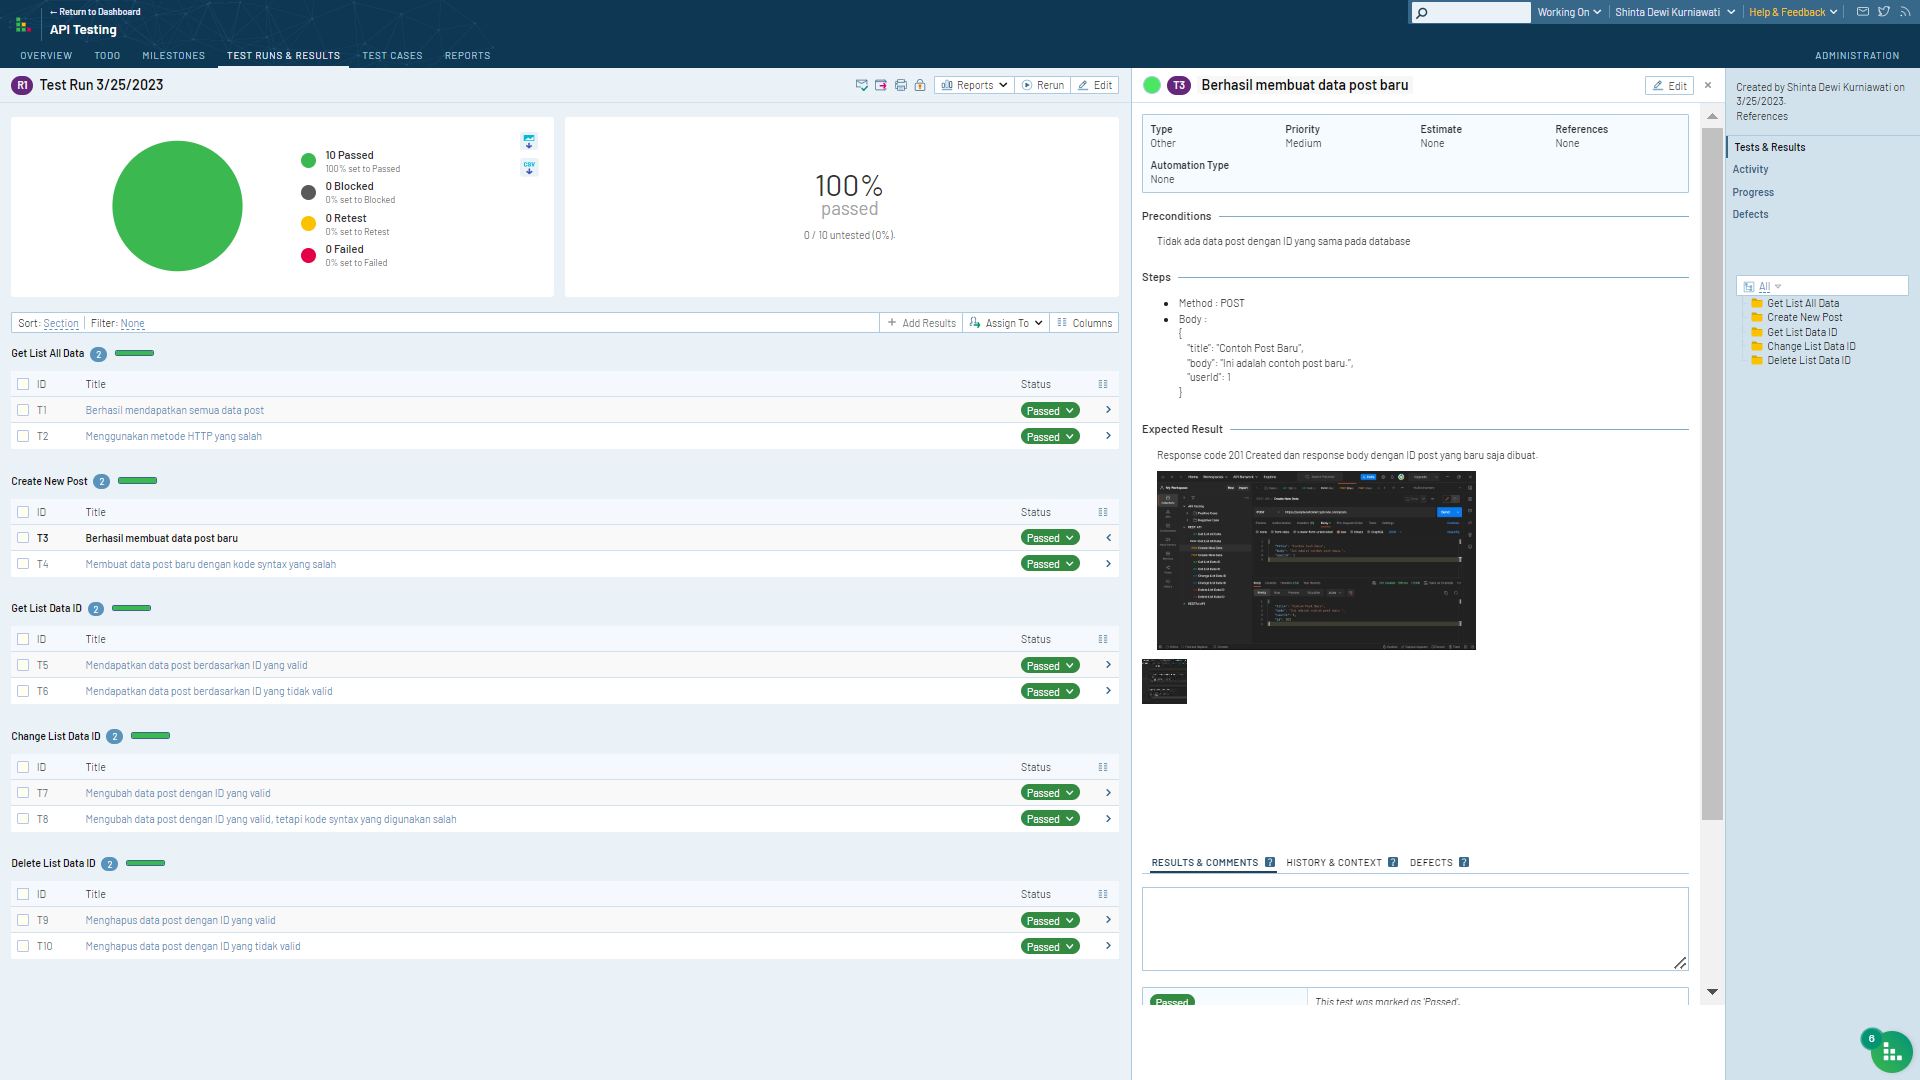 ← Return to Dashboard
API Testing
Working On
Shinta Dewi Kurniawati
Help & Feedback
OVERVIEW
TODO
MILESTONES
TEST RUNS & RESULTS
TEST CASES
REPORTS
ADMINISTRATION
R1 Test Run 3/25/2023
Reports
Rerun
Edit
10 Passed
100% set to Passed
0 Blocked
0% set to Blocked
0 Retest
0% set to Retest
0 Failed
0% set to Failed
CSV
100%
passed
0 / 10 untested (0%).
Sort: Section
Filter: None
Add Results
Assign To
Columns
Get List All Data 2
ID Title Status
T1 Berhasil mendapatkan semua data post Passed
T2 Menggunakan metode HTTP yang salah Passed
Create New Post 2
ID Title Status
T3 Berhasil membuat data post baru Passed
T4 Membuat data post baru dengan kode syntax yang salah Passed
Get List Data ID 2
ID Title Status
T5 Mendapatkan data post berdasarkan ID yang valid Passed
T6 Mendapatkan data post berdasarkan ID yang tidak valid Passed
Change List Data ID 2
ID Title Status
T7 Mengubah data post dengan ID yang valid Passed
T8 Mengubah data post dengan ID yang valid, tetapi kode syntax yang digunakan salah Passed
Delete List Data ID 2
ID Title Status
T9 Menghapus data post dengan ID yang valid Passed
T10 Menghapus data post dengan ID yang tidak valid Passed
T3 Berhasil membuat data post baru
Edit
×
Type Priority Estimate References
Other Medium None None
Automation Type
None
Preconditions
Tidak ada data post dengan ID yang sama pada database
Steps
• Method : POST
• Body :
{
"title": "Contoh Post Baru",
"body": "Ini adalah contoh post baru.",
"userId": 1
}
Expected Result
Response code 201 Created dan response body dengan ID post yang baru saja dibuat.
RESULTS & COMMENTS ?
HISTORY & CONTEXT ?
DEFECTS ?
Passed
This test was marked as 'Passed'.
Created by Shinta Dewi Kurniawati on
3/25/2023.
References
Tests & Results
Activity
Progress
Defects
All
Get List All Data
Create New Post
Get List Data ID
Change List Data ID
Delete List Data ID
6